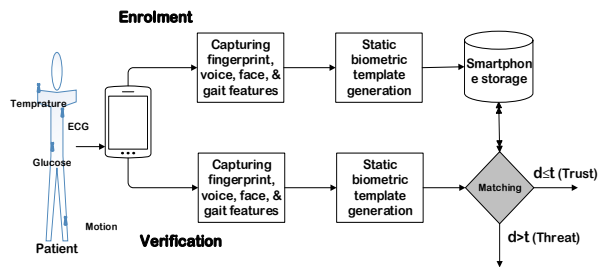 Enrolment
Capturing
fingerprint,
voice, face, &
gait features
Static
biometric
template
generation
Smartphon
e storage
Temprature
ECG
Glucose
Motion
Patient
Capturing
fingerprint,
voice, face, &
gait features
Static
biometric
template
generation
Matching
d≤t (Trust)
d>t (Threat)
Verification